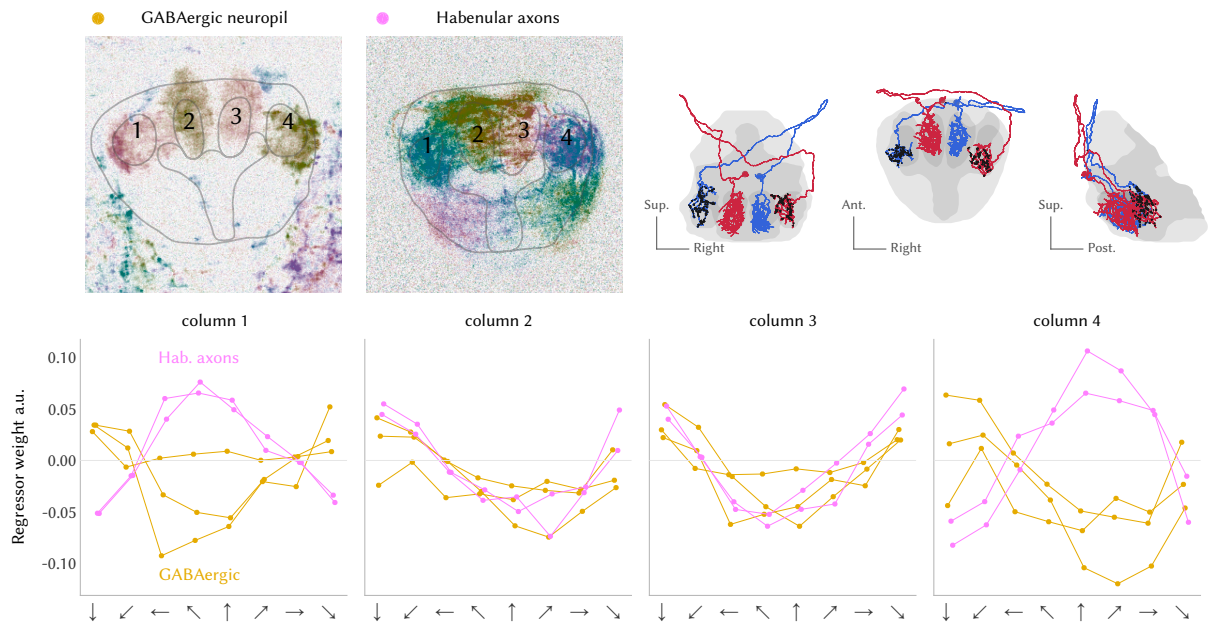 GABAergic neuropil
Habenular axons
1
2
3
4
1
2
3
4
Sup.
Right
Ant.
Right
Sup.
Post.
column 1
column 2
column 3
column 4
Regressor weight a.u.
0.10
0.05
0.00
-0.05
-0.10
Hab. axons
GABAergic
↓ ↙ ← ↖ ↑ ↗ → ↘
↓ ↙ ← ↖ ↑ ↗ → ↘
↓ ↙ ← ↖ ↑ ↗ → ↘
↓ ↙ ← ↖ ↑ ↗ → ↘